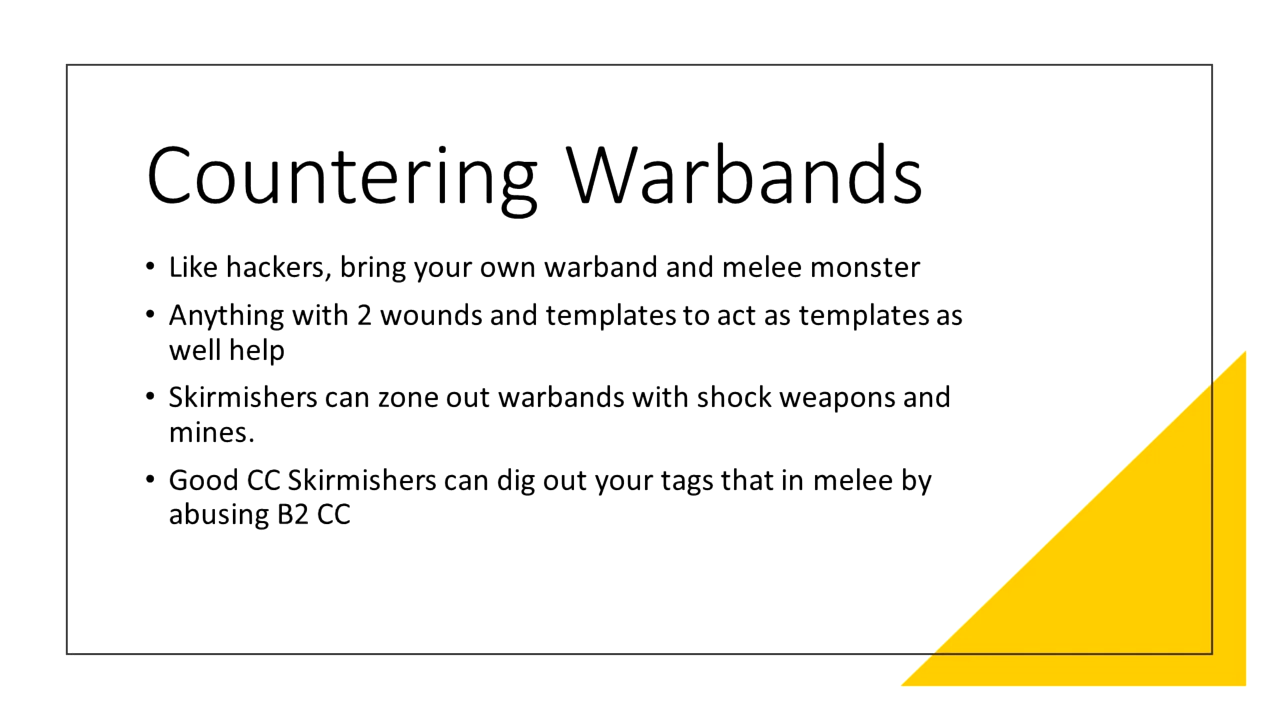 Countering Warbands
• Like hackers, bring your own warband and melee monster
• Anything with 2 wounds and templates to act as templates as
well help
• Skirmishers can zone out warbands with shock weapons and
mines.
• Good CC Skirmishers can dig out your tags that in melee by
abusing B2 CC